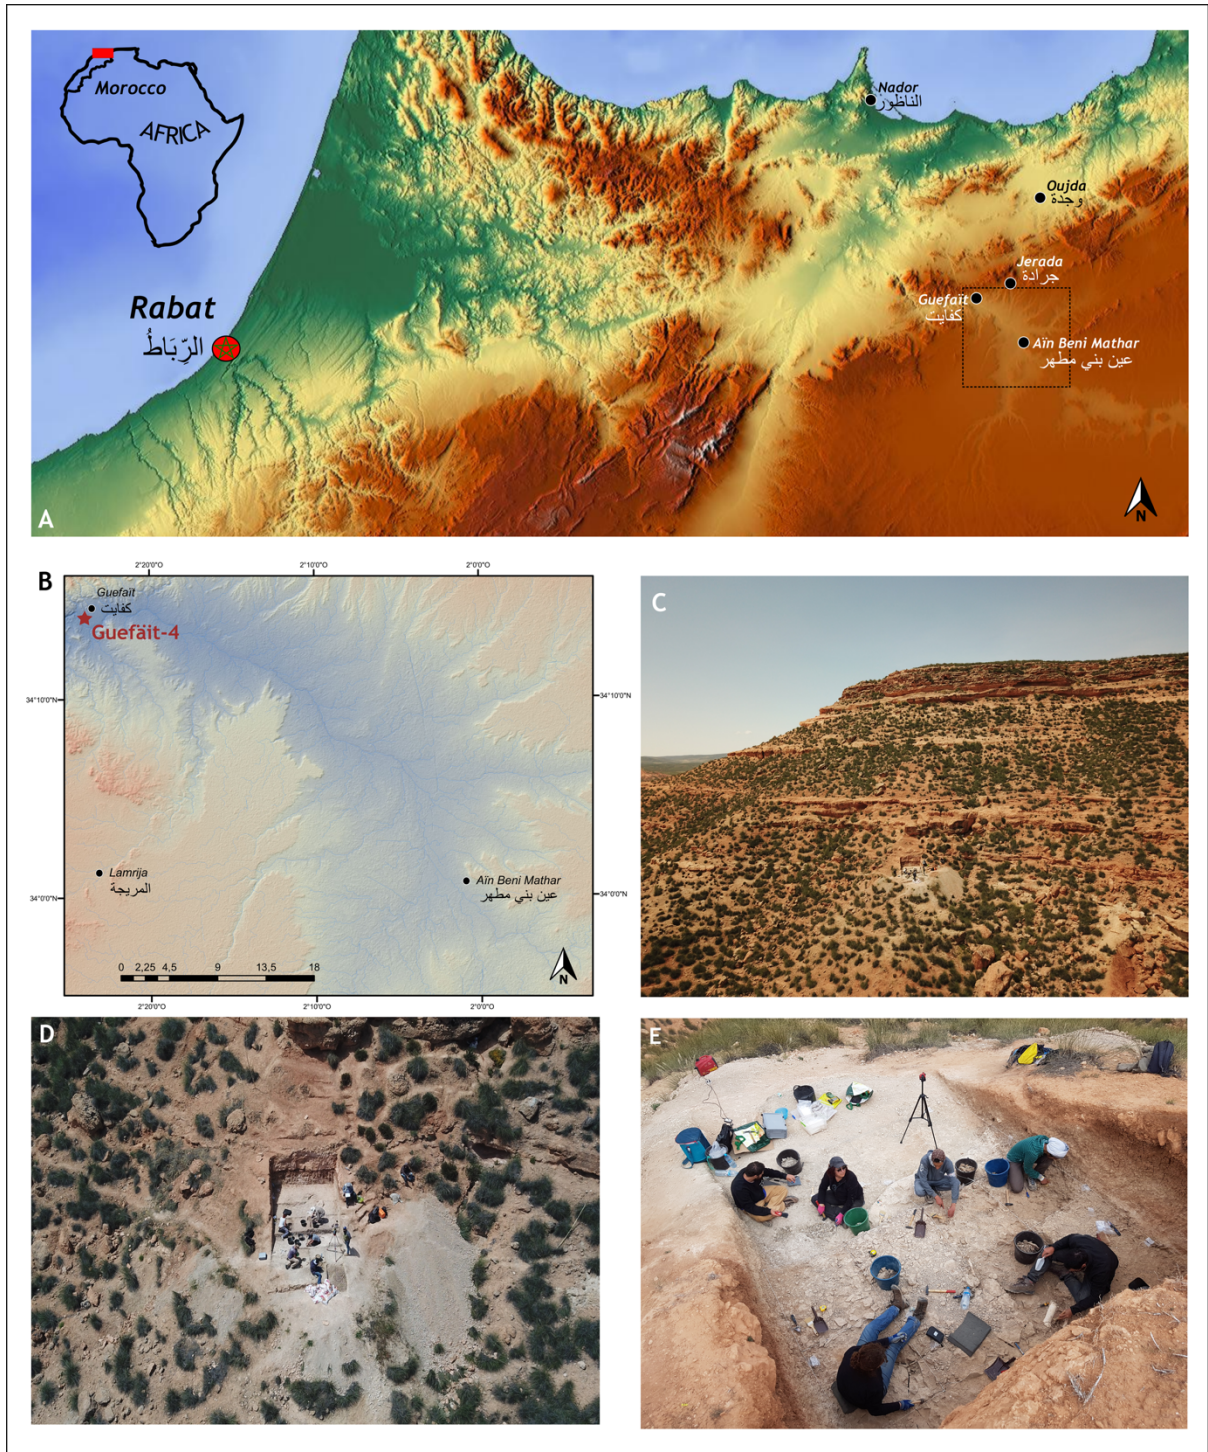 Morocco
AFRICA
Nador
الناظور
Oujda
وجدة
Jerada
جرادة
Guefaït
كفايت
Rabat
الرِّبَاطُ
Aïn Beni Mathar
عين بني مطهر
A
N
B
2°20'0"O
2°10'0"O
2°0'0"O
Guefaït
كفايت
Guefäit-4
34°10'0"N
34°10'0"N
Lamrija
المريجة
Aïn Beni Mathar
عين بني مطهر
34°0'0"N
34°0'0"N
0 2,25 4,5 9 13,5 18
N
2°20'0"O
2°10'0"O
2°0'0"O
C
D
E